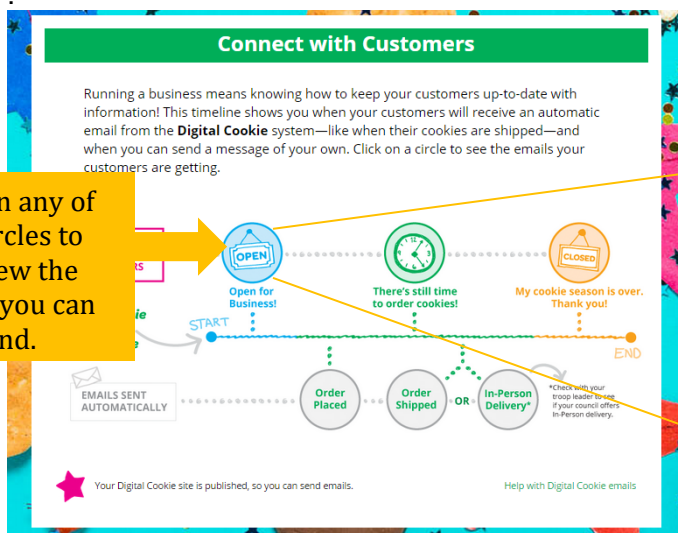 Connect with Customers
Running a business means knowing how to keep your customers up-to-date with
information! This timeline shows you when your customers will receive an automatic
email from the Digital Cookie system—like when their cookies are shipped—and
when you can send a message of your own. Click on a circle to see the emails your
customers are getting.
n any of
rcles to
ew the
you can
nd.
RS
ie
e
OPEN
CLOSED
Open for
Business!
There's still time
to order cookies!
My cookie season is over.
Thank you!
START
END
EMAILS SENT
AUTOMATICALLY
Order
Placed
Order
Shipped
OR
In-Person
Delivery*
*Check with your
troop leader to see
if your council offers
In-Person delivery.
Your Digital Cookie site is published, so you can send emails.
Help with Digital Cookie emails